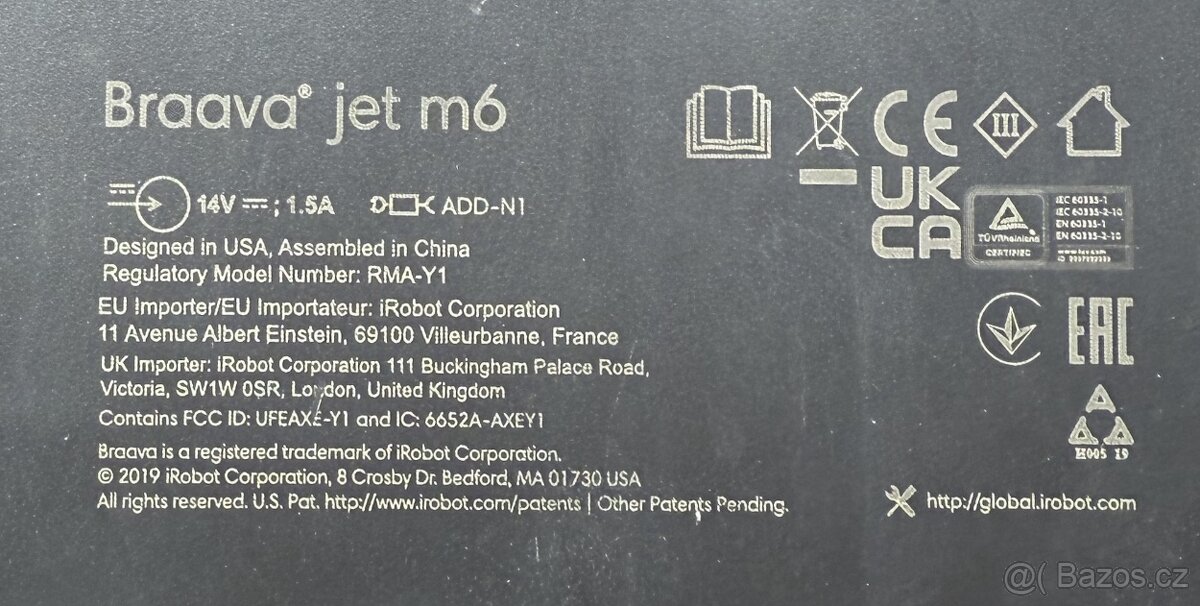 Braava® jet m6
14V ⎓ ; 1.5A ADD-N1
Designed in USA, Assembled in China
Regulatory Model Number: RMA-Y1
EU Importer/EU Importateur: iRobot Corporation
11 Avenue Albert Einstein, 69100 Villeurbanne, France
UK Importer: iRobot Corporation 111 Buckingham Palace Road,
Victoria, SW1W 0SR, London, United Kingdom
Contains FCC ID: UFEAXE-Y1 and IC: 6652A-AXEY1
Braava is a registered trademark of iRobot Corporation.
© 2019 iRobot Corporation, 8 Crosby Dr. Bedford, MA 01730 USA
All rights reserved. U.S. Pat. http://www.irobot.com/patents | Other Patents Pending.
CE
III
UK
CA
TÜVRheinland
CERTIFIED
IEC 60335-1
IEC 60335-2-10
EN 60335-1
EN 60335-2-10
www.tuv.com
EAC
H005 19
http://global.irobot.com
@( Bazoš.cz